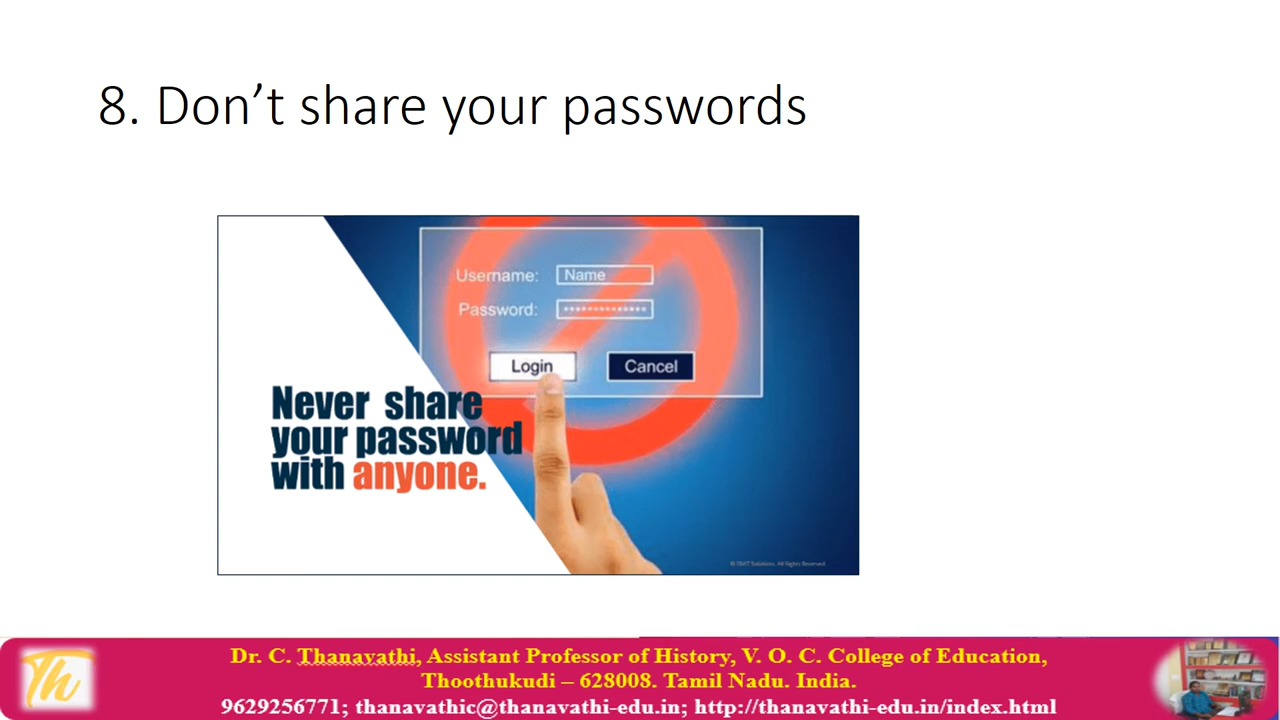 8. Don’t share your passwords
Username: Name
Password: **************
Login Cancel
Never share
your password
with anyone.
Th
Dr. C. Thanavathi, Assistant Professor of History, V. O. C. College of Education,
Thoothukudi – 628008. Tamil Nadu. India.
9629256771; thanavathic@thanavathi-edu.in; http://thanavathi-edu.in/index.html